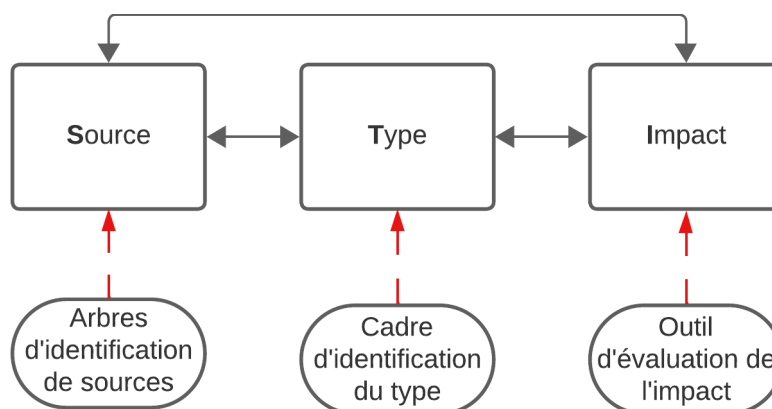 Source
Type
Impact
Arbres
d'identification
de sources
Cadre
d'identification
du type
Outil
d'évaluation de
l'impact